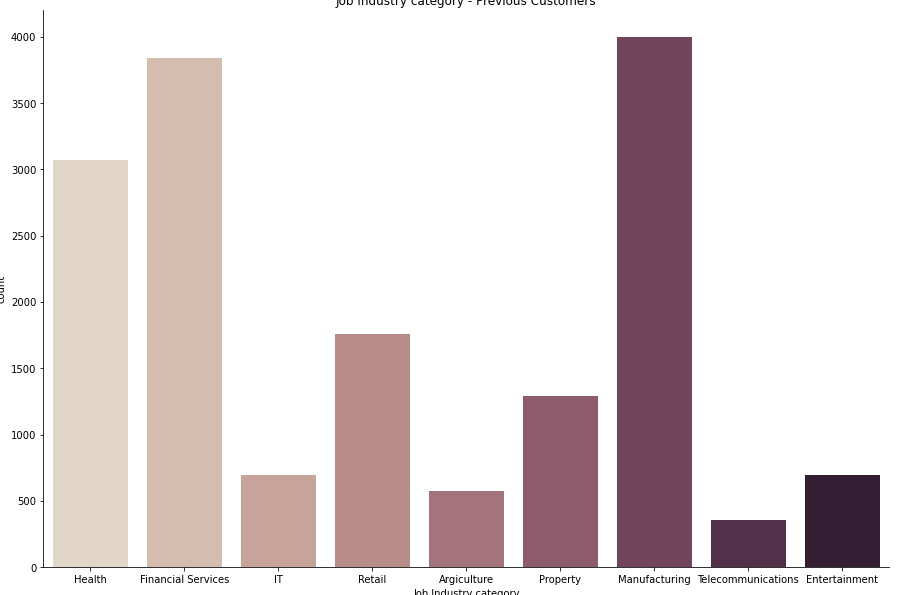 Job Industry category - Previous Customers
4000
3500
3000
2500
2000
1500
1000
500
0
count
Health Financial Services IT Retail Argiculture Property Manufacturing Telecommunications Entertainment
Job Industry category